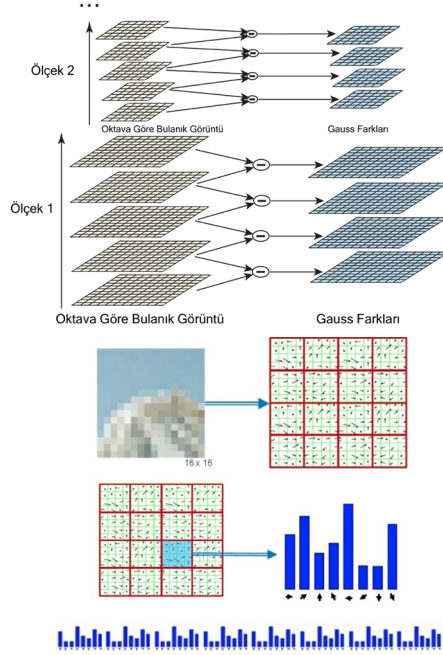 ...
Ölçek 2
Oktava Göre Bulanık Görüntü
Gauss Farkları
Ölçek 1
Oktava Göre Bulanık Görüntü
Gauss Farkları
16 x 16